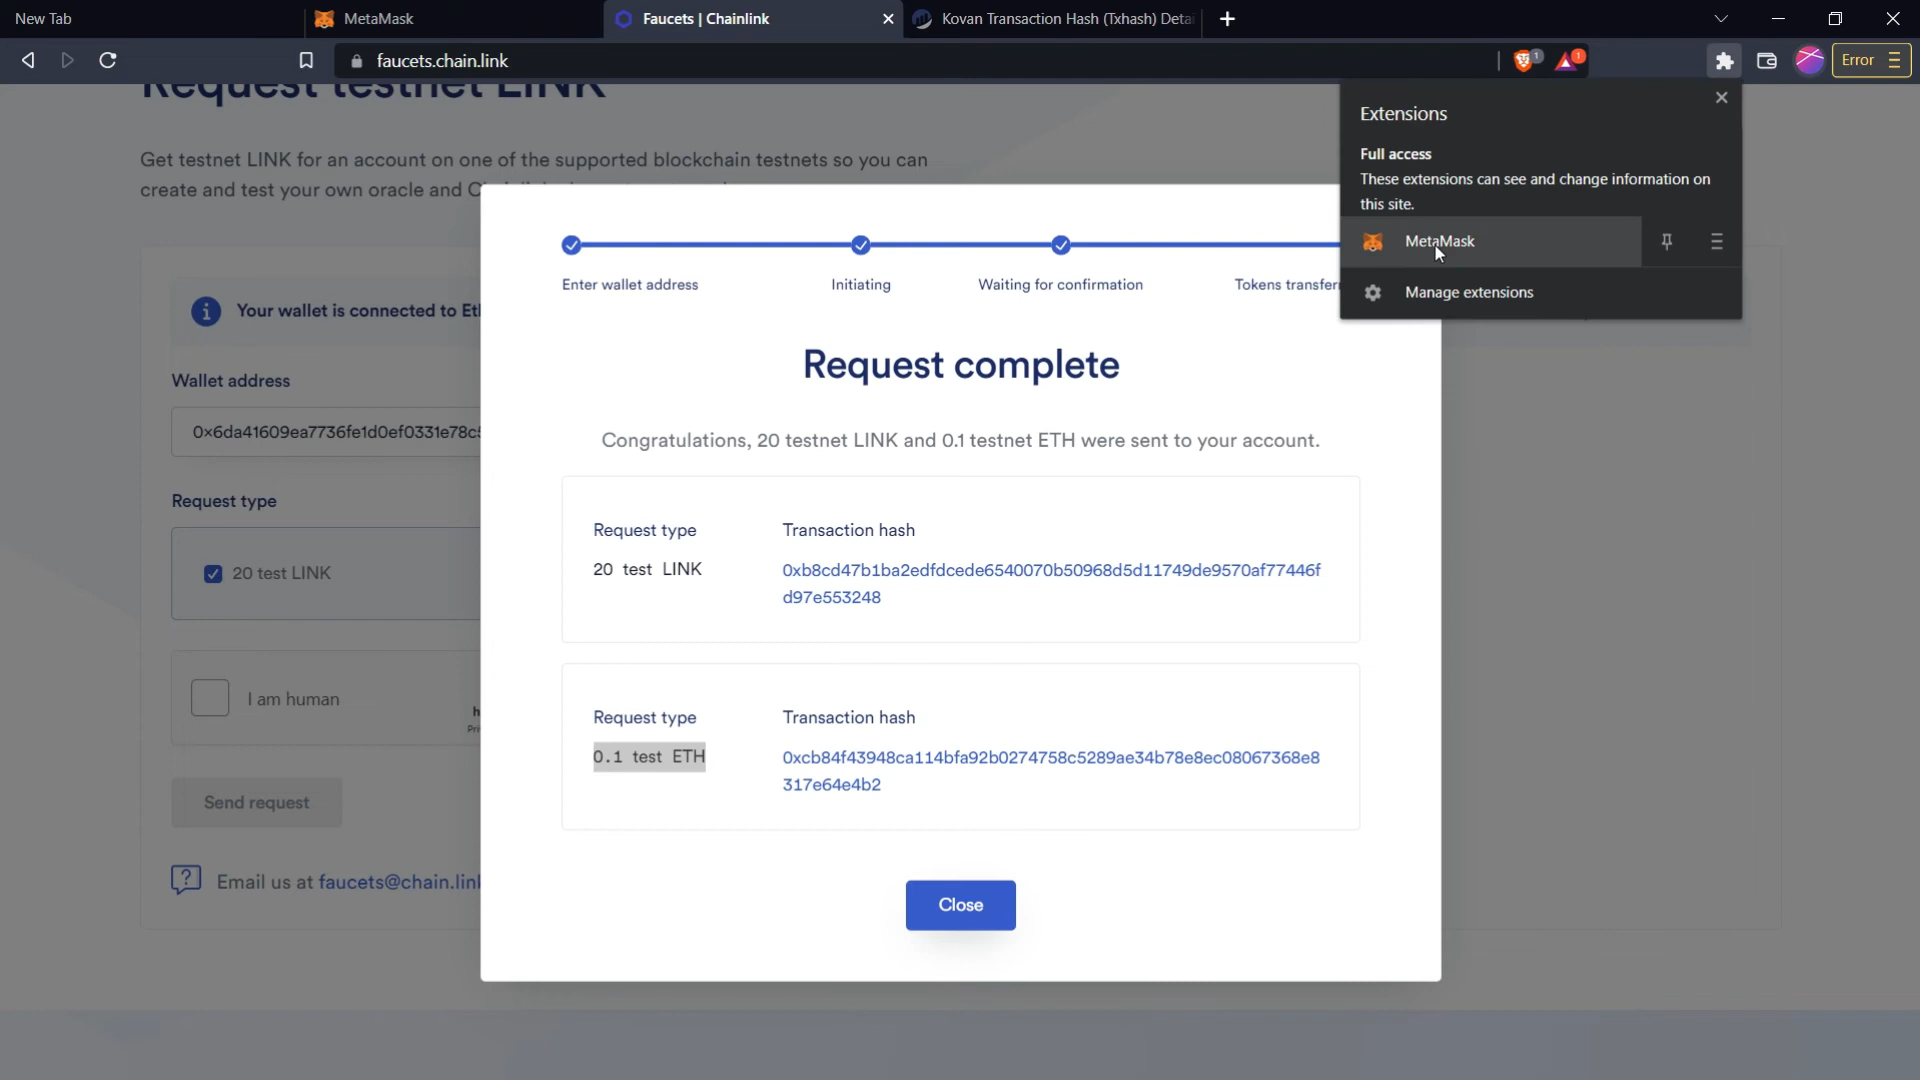 New Tab
MetaMask
Faucets | Chainlink
Kovan Transaction Hash (Txhash) Detai
faucets.chain.link
1
1
Error
Request testnet LINK
Get testnet LINK for an account on one of the supported blockchain testnets so you can
create and test your own oracle and
Extensions
Full access
These extensions can see and change information on
this site.
MetaMask
Manage extensions
Enter wallet address
Initiating
Waiting for confirmation
Tokens transfer
Your wallet is connected to Et
Request complete
Wallet address
0x6da41609ea7736fe1d0ef0331e78c
Congratulations, 20 testnet LINK and 0.1 testnet ETH were sent to your account.
Request type
20 test LINK
Request type
Transaction hash
20 test LINK
0xb8cd47b1ba2edfdcede6540070b50968d5d11749de9570af77446f
d97e553248
I am human
h
Pri
Request type
Transaction hash
0.1 test ETH
0xcb84f43948ca114bfa92b0274758c5289ae34b78e8ec08067368e8
317e64e4b2
Send request
Email us at faucets@chain.link
Close